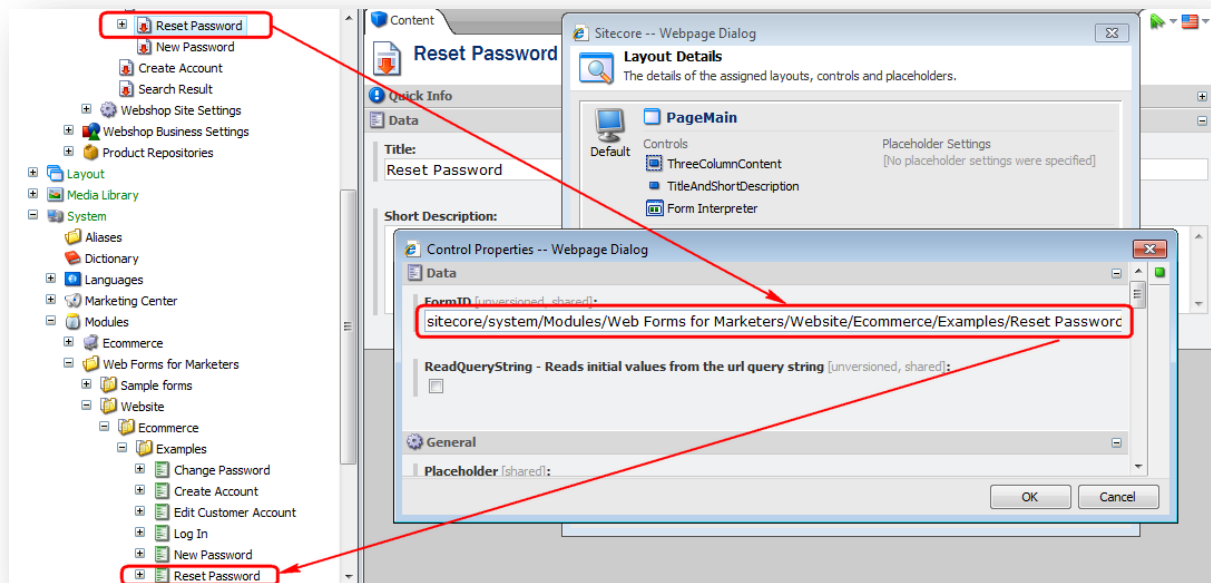 Reset Password
New Password
Create Account
Search Result
Webshop Site Settings
Webshop Business Settings
Product Repositories
Layout
Media Library
System
Aliases
Dictionary
Languages
Marketing Center
Modules
Ecommerce
Web Forms for Marketers
Sample forms
Website
Ecommerce
Examples
Change Password
Create Account
Edit Customer Account
Log In
New Password
Reset Password
Content
Reset Password
Quick Info
Data
Title:
Reset Password
Short Description:
Sitecore -- Webpage Dialog
Layout Details
The details of the assigned layouts, controls and placeholders.
Default
PageMain
Controls
ThreeColumnContent
TitleAndShortDescription
Form Interpreter
Placeholder Settings
[No placeholder settings were specified]
Control Properties -- Webpage Dialog
Data
FormID [unversioned, shared]:
sitecore/system/Modules/Web Forms for Marketers/Website/Ecommerce/Examples/Reset Password
ReadQueryString - Reads initial values from the url query string [unversioned, shared]:
General
Placeholder [shared]:
OK
Cancel